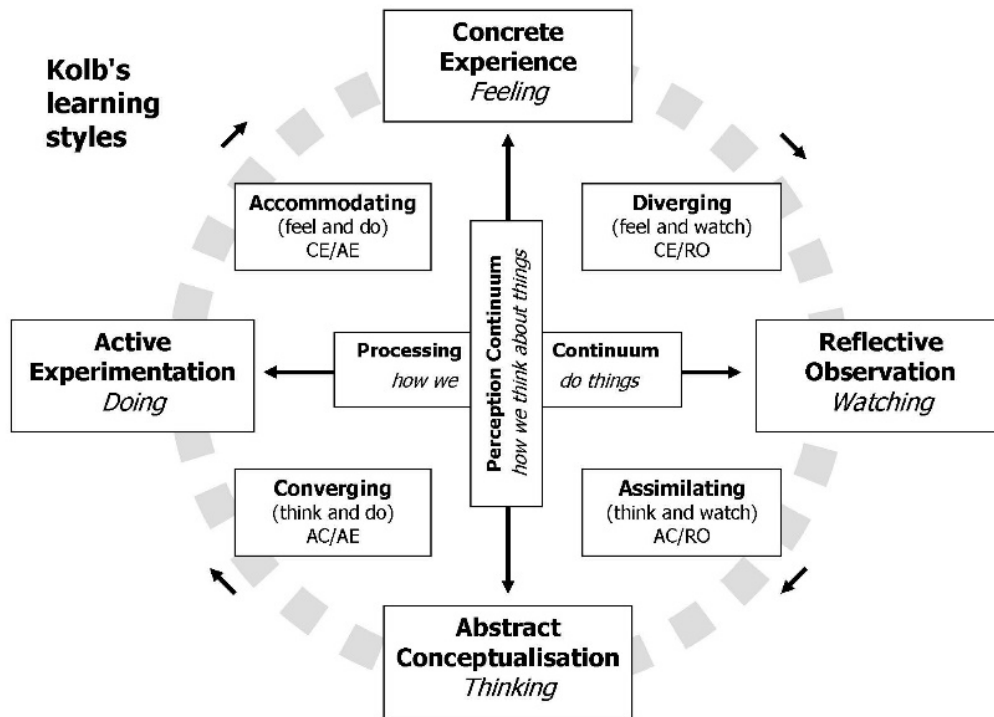 Kolb's
learning
styles
Concrete
Experience
Feeling
Accommodating
(feel and do)
CE/AE
Diverging
(feel and watch)
CE/RO
Active
Experimentation
Doing
Processing
how we
Perception Continuum
how we think about things
Continuum
do things
Reflective
Observation
Watching
Converging
(think and do)
AC/AE
Assimilating
(think and watch)
AC/RO
Abstract
Conceptualisation
Thinking